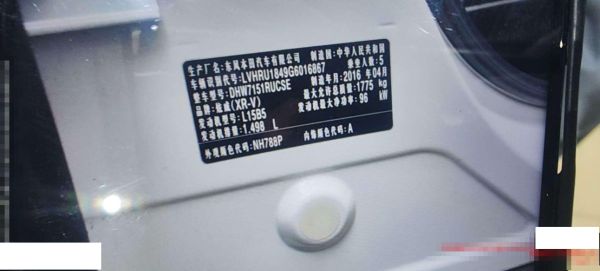 生产厂名:东风本田汽车有限公司 制造国:中华人民共和国
车辆识别代号:LVHRU1849G6016867 乘坐人数:5
整车型号:DHW7151RUCSE 制造年月:2016 年 04月
品牌:炫威(XR-V) 最大允许总质量:1775 kg
发动机型号:L15B5 发动机最大净功率:96 kW
发动机排量:1.498 L
外观颜色代码:NH788P 内饰颜色代码:A